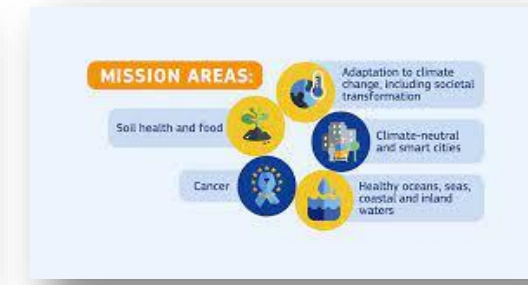 MISSION AREAS:
Adaptation to climate
change, including societal
transformation
Soil health and food
Climate-neutral
and smart cities
Cancer
Healthy oceans, seas,
coastal and inland
waters